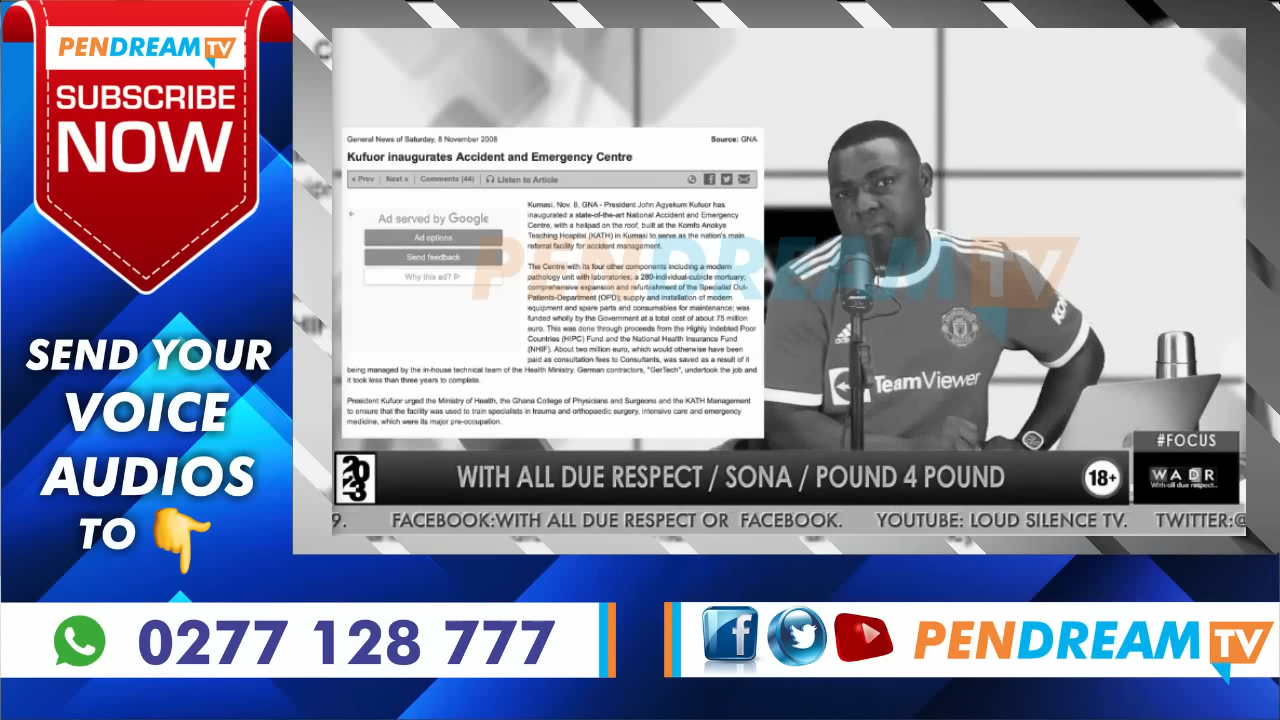 PENDREAM TV
SUBSCRIBE
NOW
SEND YOUR
VOICE
AUDIOS
TO
General News of Saturday, 8 November 2008
Source: GNA
Kufuor inaugurates Accident and Emergency Centre
« Prev | Next » | Comments (44) | Listen to Article
Ad served by Google
Ad options
Send feedback
Why this ad?
Kumasi, Nov. 8, GNA - President John Agyekum Kufuor has
inaugurated a state-of-the-art National Accident and Emergency
Centre, with a helipad on the roof, built at the Komfo Anokye
Teaching Hospital (KATH) in Kumasi to serve as the nation's main
referral facility for accident management.
The Centre with its four other components including a modern
pathology unit with laboratories; a 280-individual-cubicle mortuary;
comprehensive expansion and refurbishment of the Specialist Out-
Patients-Department (OPD); supply and installation of modern
equipment and spare parts and consumables for maintenance; was
funded wholly by the Government at a total cost of about 75 million
euro. This was done through proceeds from the Highly Indebted Poor
Countries (HIPC) Fund and the National Health Insurance Fund
(NHIF). About two million euro, which would otherwise have been
paid as consultation fees to Consultants, was saved as a result of it
being managed by the in-house technical team of the Health Ministry. German contractors, "GerTech", undertook the job and
it took less than three years to complete.
President Kufuor urged the Ministry of Health, the Ghana College of Physicians and Surgeons and the KATH Management
to ensure that the facility was used to train specialists in trauma and orthopaedic surgery, intensive care and emergency
medicine, which were its major pre-occupation.
PENDREAM TV
adidas
TeamViewer
2023
WITH ALL DUE RESPECT / SONA / POUND 4 POUND
18+
#FOCUS
WADR
With all due respect...
9. FACEBOOK:WITH ALL DUE RESPECT OR FACEBOOK. YOUTUBE: LOUD SILENCE TV. TWITTER:@
0277 128 777
PENDREAM TV